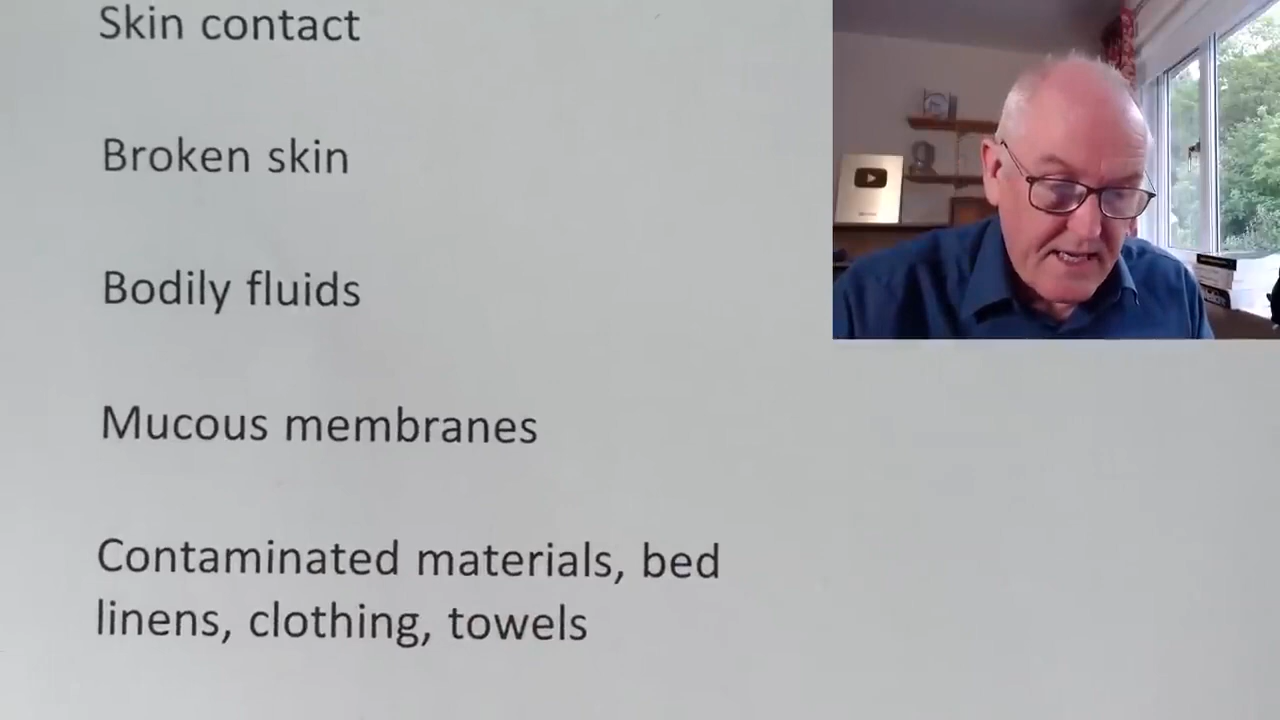 Skin contact
Broken skin
Bodily fluids
Mucous membranes
Contaminated materials, bed
linens, clothing, towels